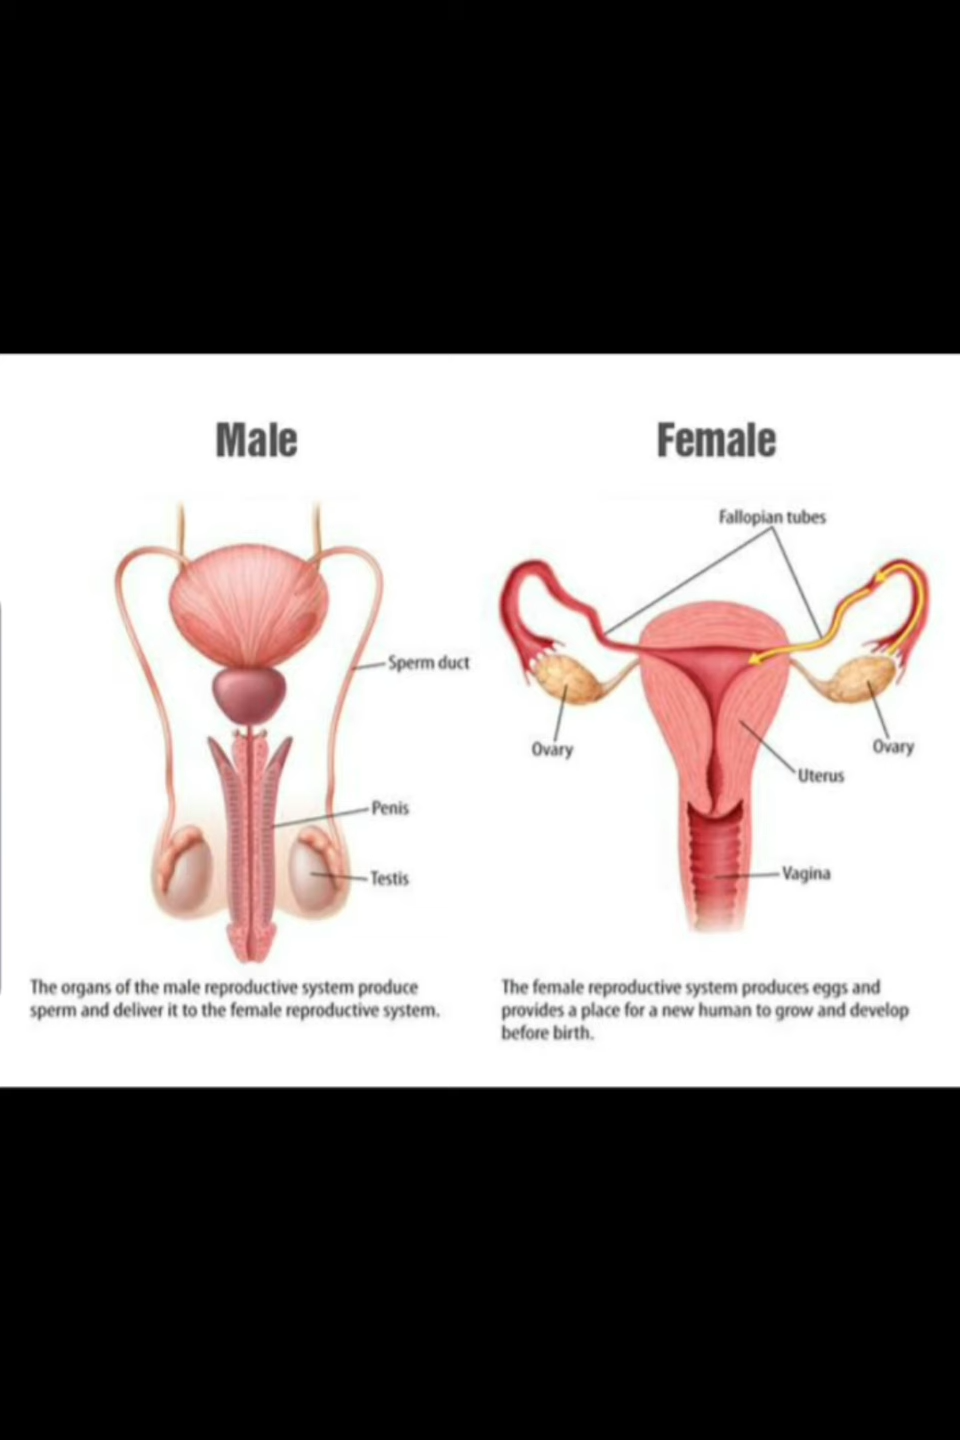 Male
Sperm duct
Penis
Testis
The organs of the male reproductive system produce
sperm and deliver it to the female reproductive system.
Female
Fallopian tubes
Ovary
Ovary
Uterus
Vagina
The female reproductive system produces eggs and
provides a place for a new human to grow and develop
before birth.